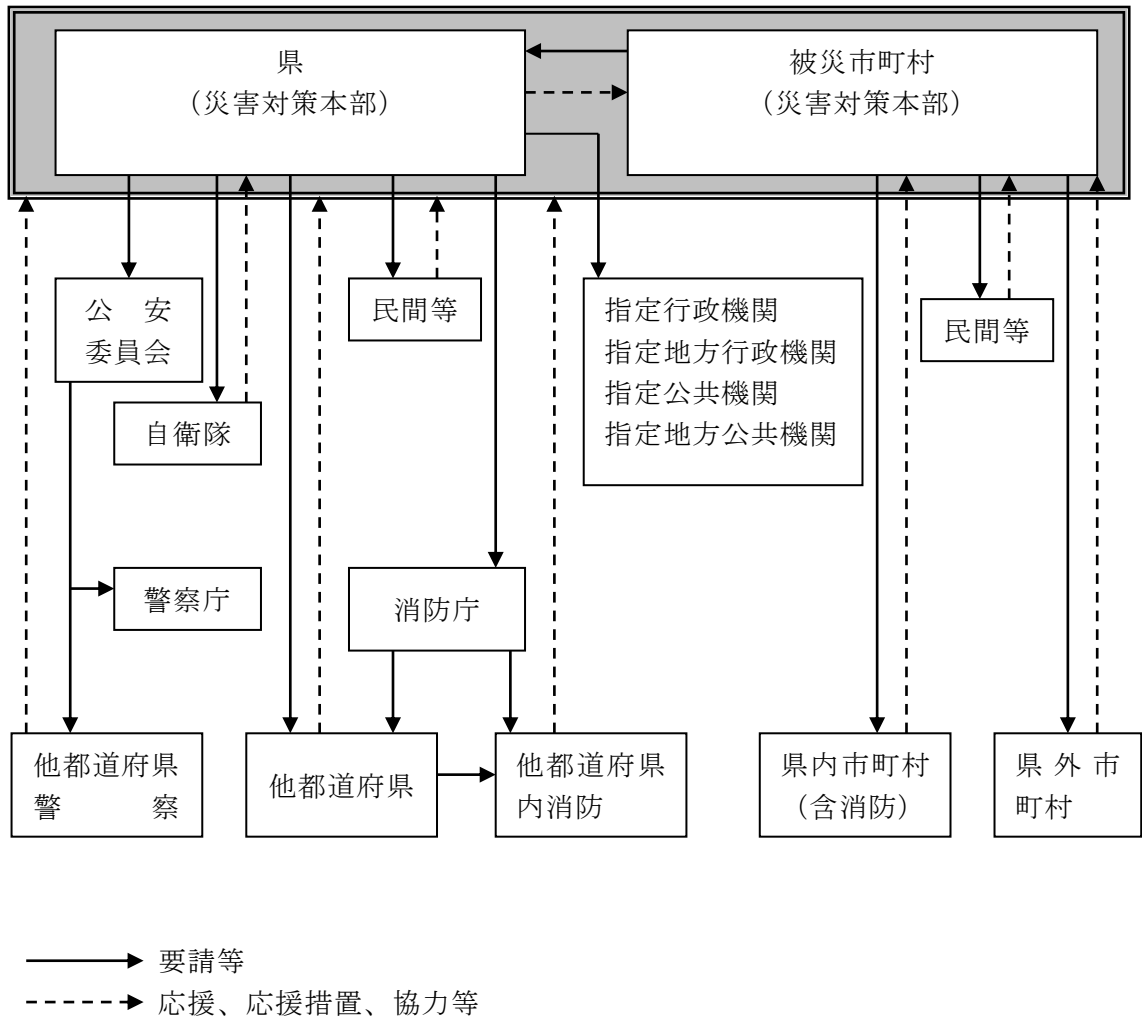 県
（災害対策本部）
被災市町村
（災害対策本部）
公　安
委員会
民間等
指定行政機関
指定地方行政機関
指定公共機関
指定地方公共機関
民間等
自衛隊
警察庁
消防庁
他都道府県
警　　　察
他都道府県
他都道府県
内消防
県内市町村
（含消防）
県 外 市
町村
要請等
応援、応援措置、協力等